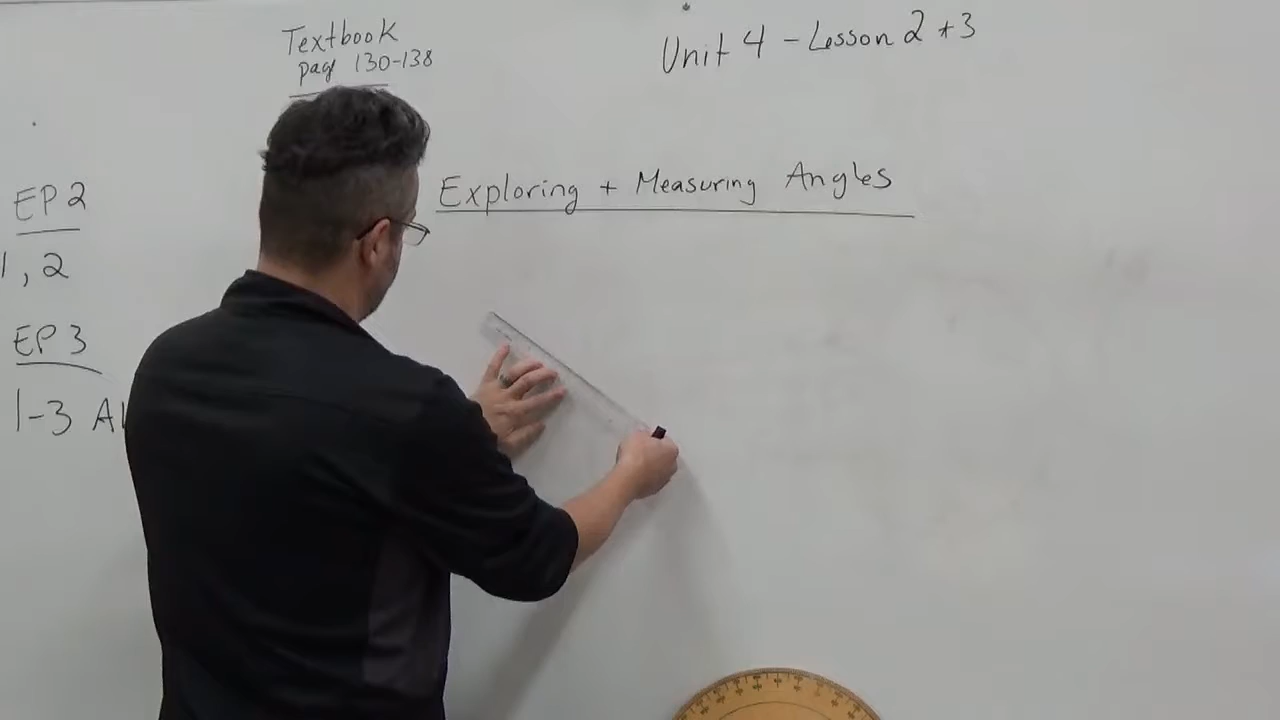 Textbook
page 130-138
Unit 4 - Lesson 2 + 3
Exploring + Measuring Angles
EP 2
1, 2
EP 3
1-3